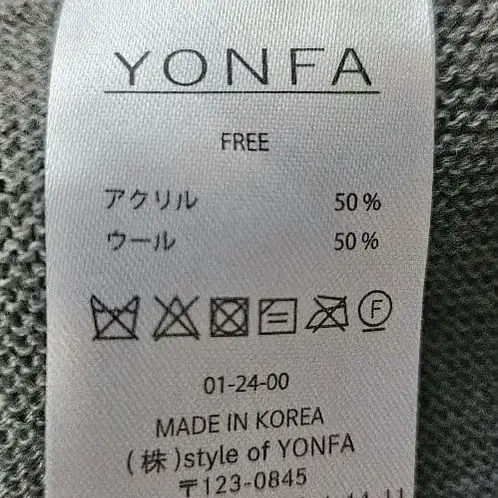 YONFA
FREE
アクリル 50%
ウール 50%
F
01-24-00
MADE IN KOREA
(株)style of YONFA
〒123-0845